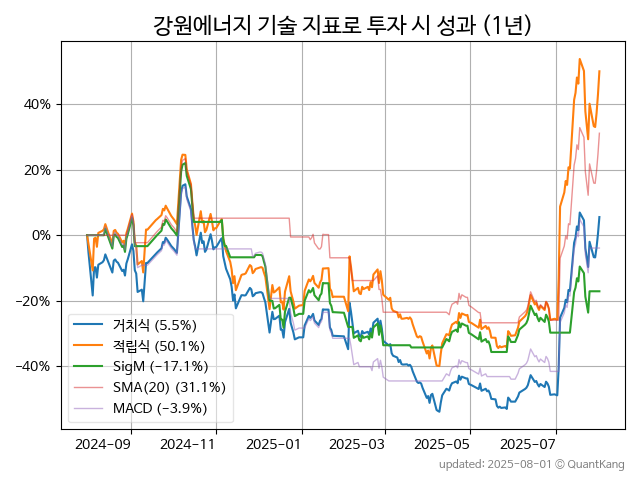 강원에너지 기술 지표로 투자 시 성과 (1년)
40%
20%
0%
−20%
−40%
거치식 (5.5%)
적립식 (50.1%)
SigM (−17.1%)
SMA(20) (31.1%)
MACD (−3.9%)
2024-09
2024-11
2025-01
2025-03
2025-05
2025-07
updated: 2025-08-01 © QuantKang